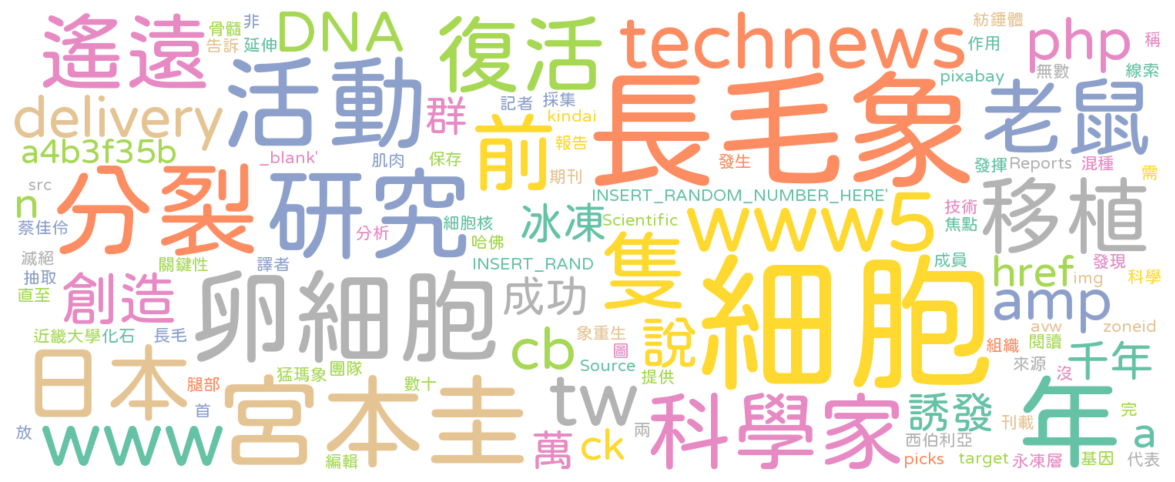 遙遠
骨髓
非
告訴
延伸
DNA
復活
technews
紡錘體
作用
php
稱
pixabay
無數
線索
delivery
活動
群
記者
採集
kindai
長毛象
老鼠
a4b3f35b
_blank'
肌肉
保存
前
報告
期刊
發生
發揮
Reports
混種
需
src
n
分裂
研究
INSERT_RANDOM_NUMBER_HERE'
移植
蔡佳伶
分析
細胞核
哈佛
冰凍
Scientific
www5
技術
焦點
滅絕
抽取
直至
關鍵性
譯者
INSERT_RAND
隻
細胞
成員
href
img
發現
科學
創造
卵細胞
成功
amp
近畿大學
化石
長毛
cb
象重生
圖
Source
說
提供
avw
zoneid
組織
閱讀
來源
沒
千年
日本
腿部
猛瑪象
團隊
數十
首
宮本圭
tw
科學家
誘發
刊載
年
完
放
www
編輯
萬
ck
兩
西伯利亞
a
picks
target
永凍層
基因
代表